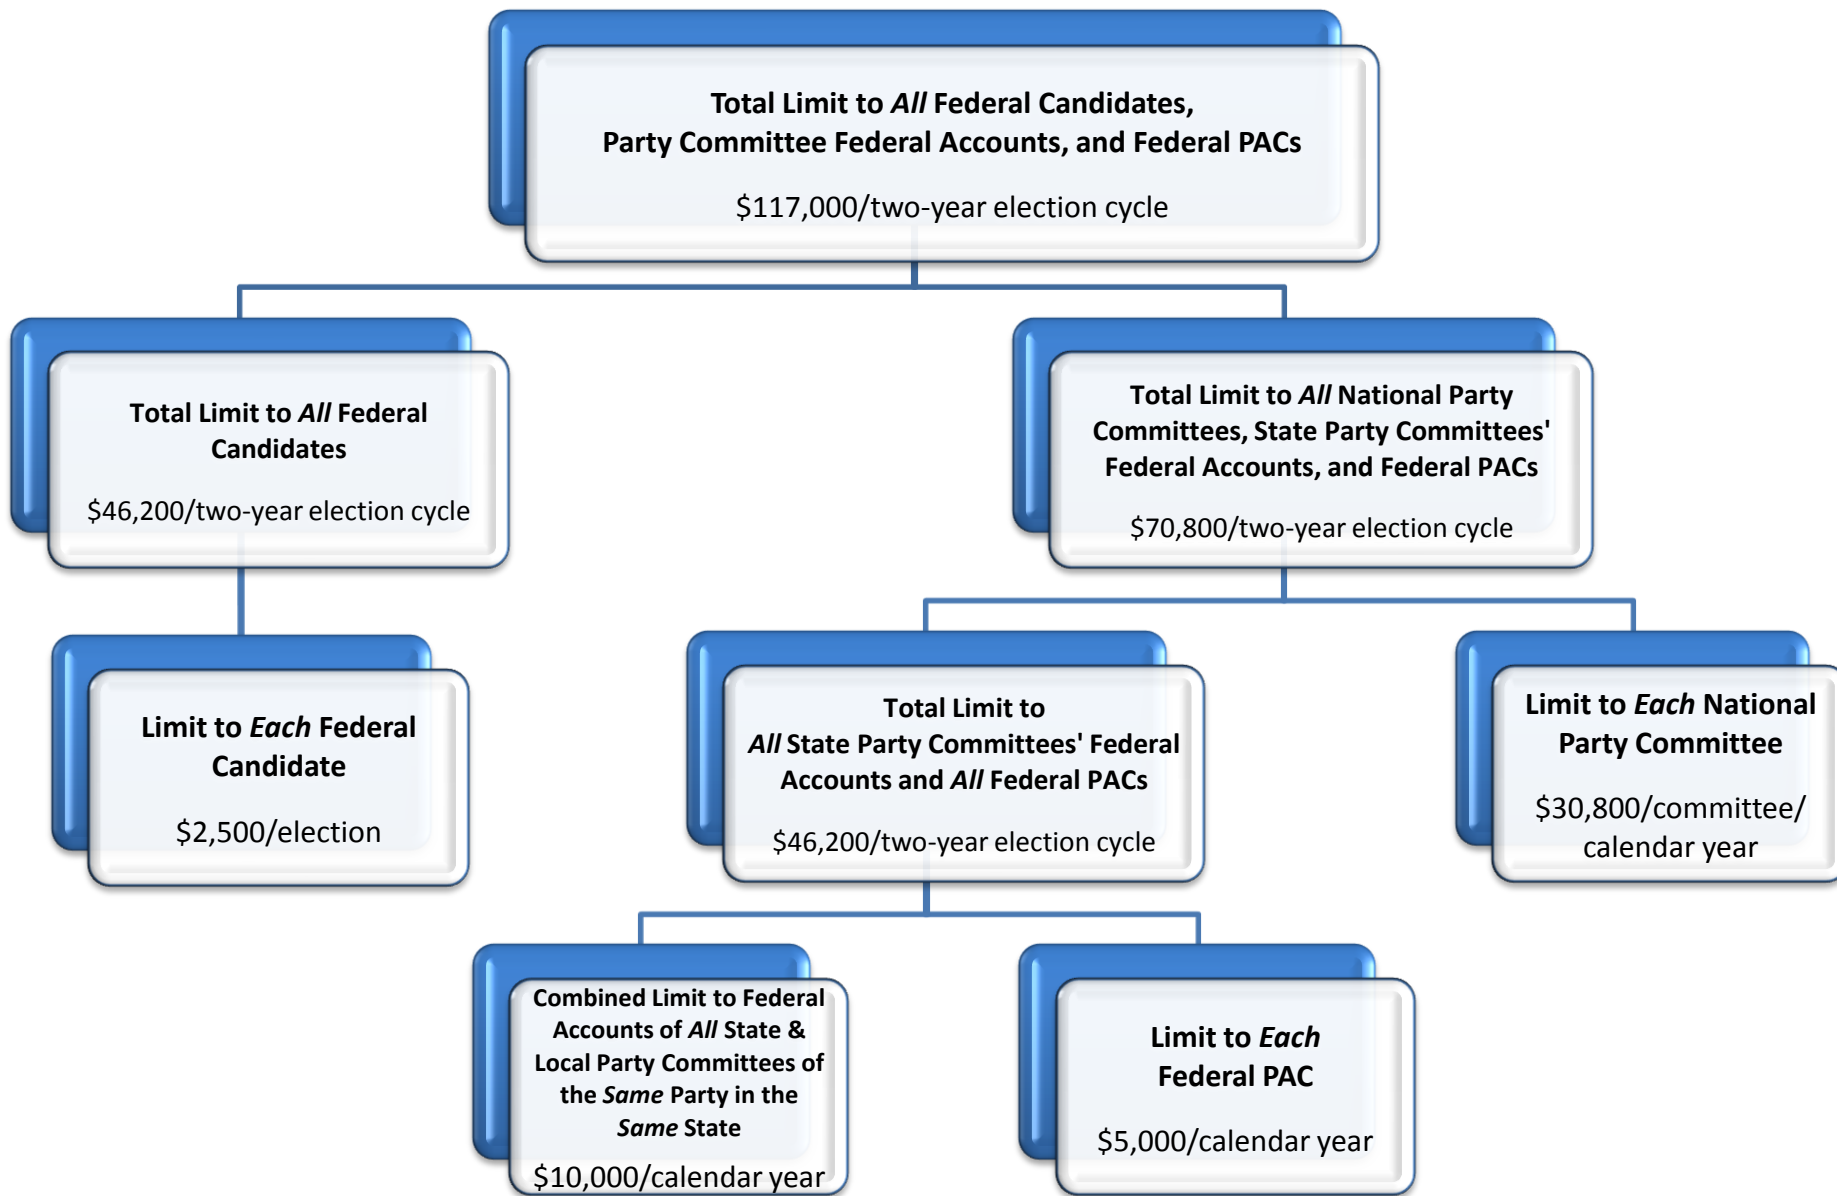 Total Limit to All Federal Candidates,
Party Committee Federal Accounts, and Federal PACs
$117,000/two-year election cycle
Total Limit to All Federal
Candidates
$46,200/two-year election cycle
Total Limit to All National Party
Committees, State Party Committees'
Federal Accounts, and Federal PACs
$70,800/two-year election cycle
Limit to Each Federal
Candidate
$2,500/election
Total Limit to
All State Party Committees' Federal
Accounts and All Federal PACs
$46,200/two-year election cycle
Limit to Each National
Party Committee
$30,800/committee/
calendar year
Combined Limit to Federal
Accounts of All State &
Local Party Committees of
the Same Party in the
Same State
$10,000/calendar year
Limit to Each
Federal PAC
$5,000/calendar year